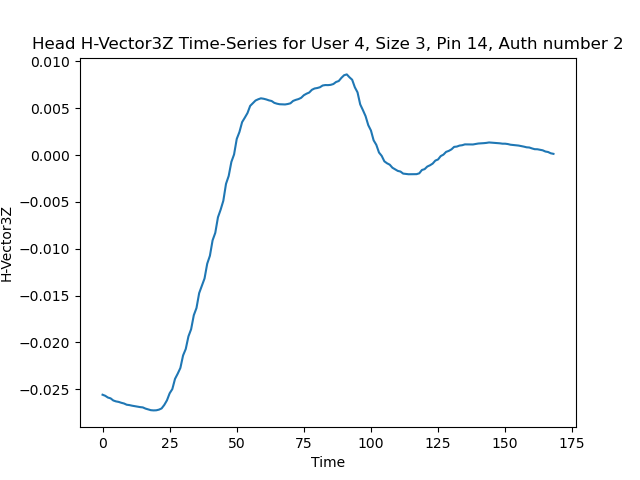 Head H-Vector3Z Time-Series for User 4, Size 3, Pin 14, Auth number 2
0.010
0.005
0.000
−0.005
−0.010
−0.015
−0.020
−0.025
H-Vector3Z
0 25 50 75 100 125 150 175
Time